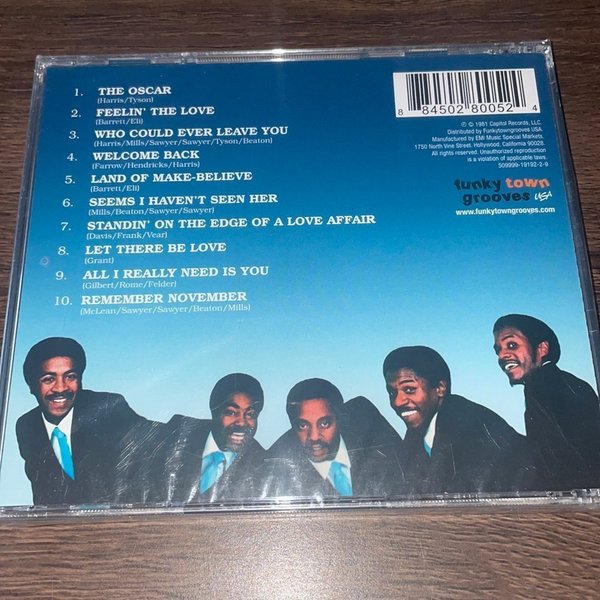 1. THE OSCAR
(Harris/Tyson)
2. FEELIN' THE LOVE
(Barrett/Eli)
3. WHO COULD EVER LEAVE YOU
(Harris/Mills/Sawyer/Sawyer/Tyson/Beaton)
4. WELCOME BACK
(Farrow/Hendricks/Harris)
5. LAND OF MAKE-BELIEVE
(Barrett/Eli)
6. SEEMS I HAVEN'T SEEN HER
(Mills/Beaton/Sawyer/Sawyer)
7. STANDIN' ON THE EDGE OF A LOVE AFFAIR
(Davis/Frank/Vear)
8. LET THERE BE LOVE
(Grant)
9. ALL I REALLY NEED IS YOU
(Gilbert/Rome/Felder)
10. REMEMBER NOVEMBER
(McLean/Sawyer/Sawyer/Beaton/Mills)
8 84502 80052 4
℗ © 1981 Capitol Records, LLC.
Distributed by Funkytowngrooves USA.
Manufactured by EMI Music Special Markets.
1750 North Vine Street. Hollywood, California 90028.
All rights reserved. Unauthorized reproduction
is a violation of applicable laws.
509999-19192-2-9
funky town
grooves USA
www.funkytowngrooves.com